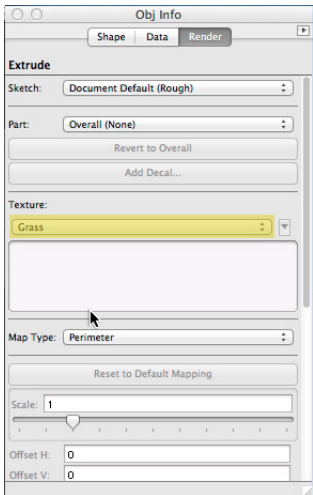 Obj Info
Shape Data Render
Extrude
Sketch: Document Default (Rough)
Part: Overall (None)
Revert to Overall
Add Decal...
Texture:
Grass
Map Type: Perimeter
Reset to Default Mapping
Scale: 1
Offset H: 0
Offset V: 0